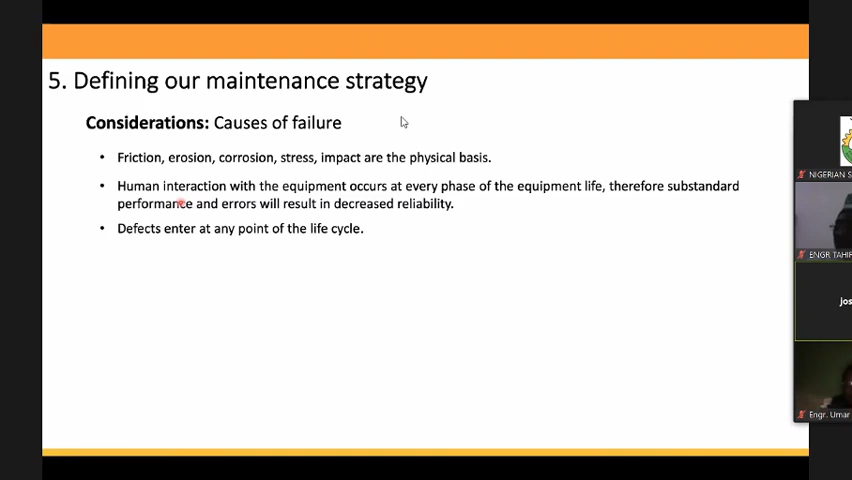 5. Defining our maintenance strategy
Considerations: Causes of failure
• Friction, erosion, corrosion, stress, impact are the physical basis.
• Human interaction with the equipment occurs at every phase of the equipment life, therefore substandard
performance and errors will result in decreased reliability.
• Defects enter at any point of the life cycle.
NIGERIAN S
ENGR TAHIF
jos
Engr. Umar